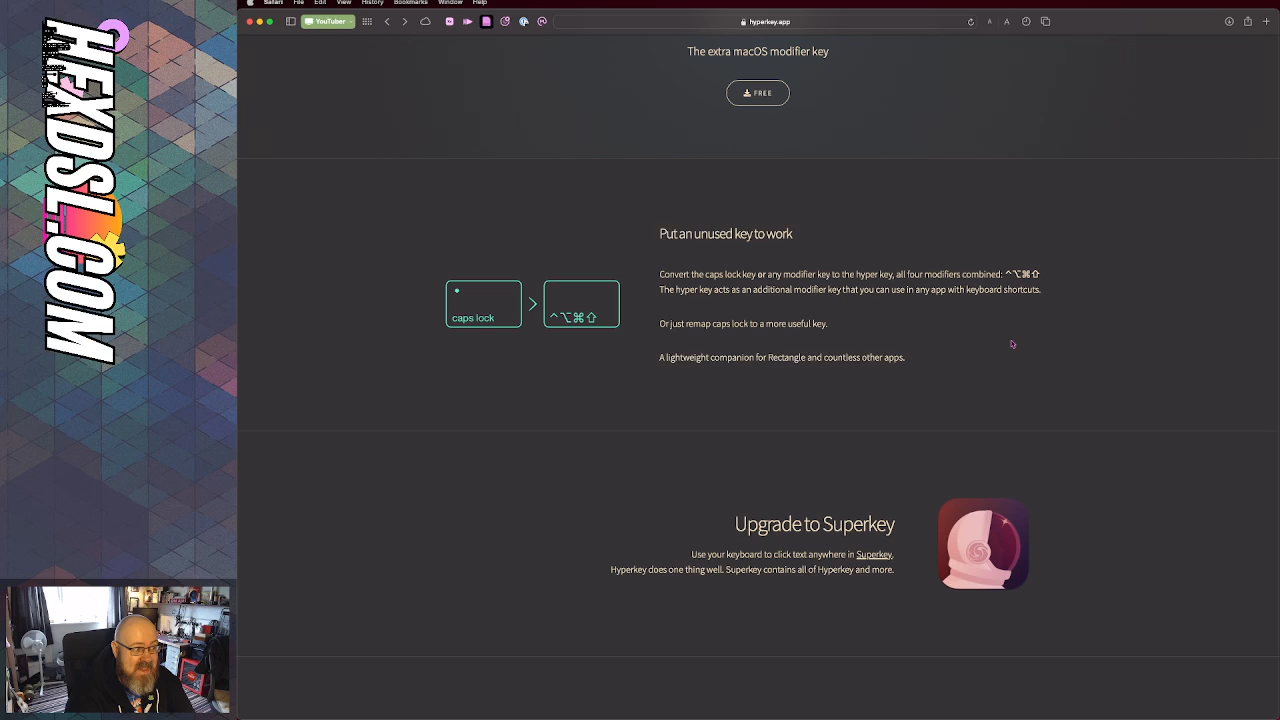 Safari File Edit View History Bookmarks Window Help
YouTuber
hyperkey.app
A A
HEXDSL.COM
The extra macOS modifier key
FREE
Put an unused key to work
Convert the caps lock key or any modifier key to the hyper key, all four modifiers combined: ^⌥⌘⇧
The hyper key acts as an additional modifier key that you can use in any app with keyboard shortcuts.
caps lock
^⌥⌘⇧
Or just remap caps lock to a more useful key.
A lightweight companion for Rectangle and countless other apps.
Upgrade to Superkey
Use your keyboard to click text anywhere in Superkey.
Hyperkey does one thing well. Superkey contains all of Hyperkey and more.